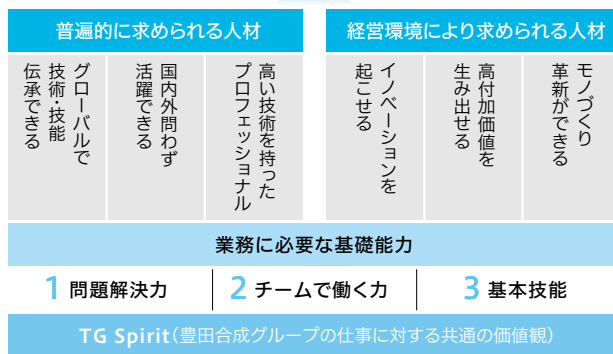 普遍的に求められる人材
グローバルで
技術・技能
伝承できる
国内外問わず
活躍できる
高い技術を持った
プロフェッショナル
経営環境により求められる人材
イノベーションを
起こせる
高付加価値を
生み出せる
モノづくり
革新ができる
業務に必要な基礎能力
1 問題解決力
2 チームで働く力
3 基本技能
TG Spirit(豊田合成グループの仕事に対する共通の価値観)